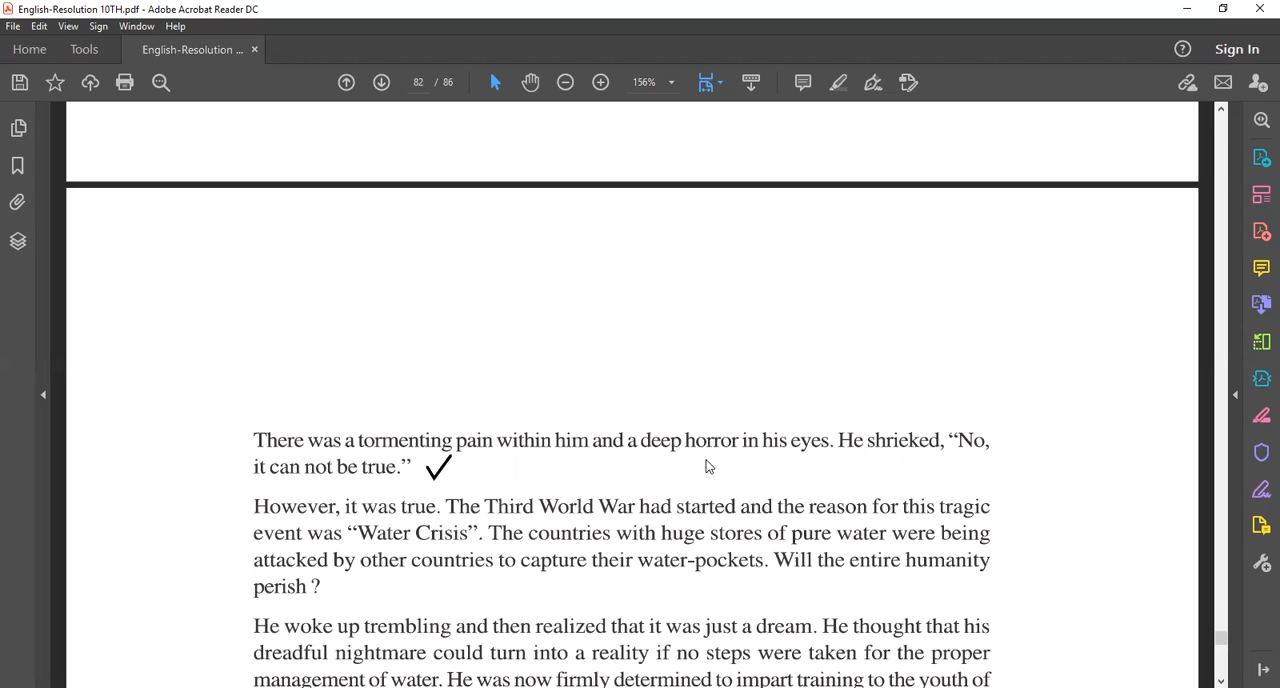 English-Resolution 10TH.pdf - Adobe Acrobat Reader DC
File Edit View Sign Window Help
Home Tools English-Resolution ... × Sign In
82 / 86 156%
There was a tormenting pain within him and a deep horror in his eyes. He shrieked, “No,
it can not be true.”
However, it was true. The Third World War had started and the reason for this tragic
event was “Water Crisis”. The countries with huge stores of pure water were being
attacked by other countries to capture their water-pockets. Will the entire humanity
perish ?
He woke up trembling and then realized that it was just a dream. He thought that his
dreadful nightmare could turn into a reality if no steps were taken for the proper
management of water. He was now firmly determined to impart training to the youth of